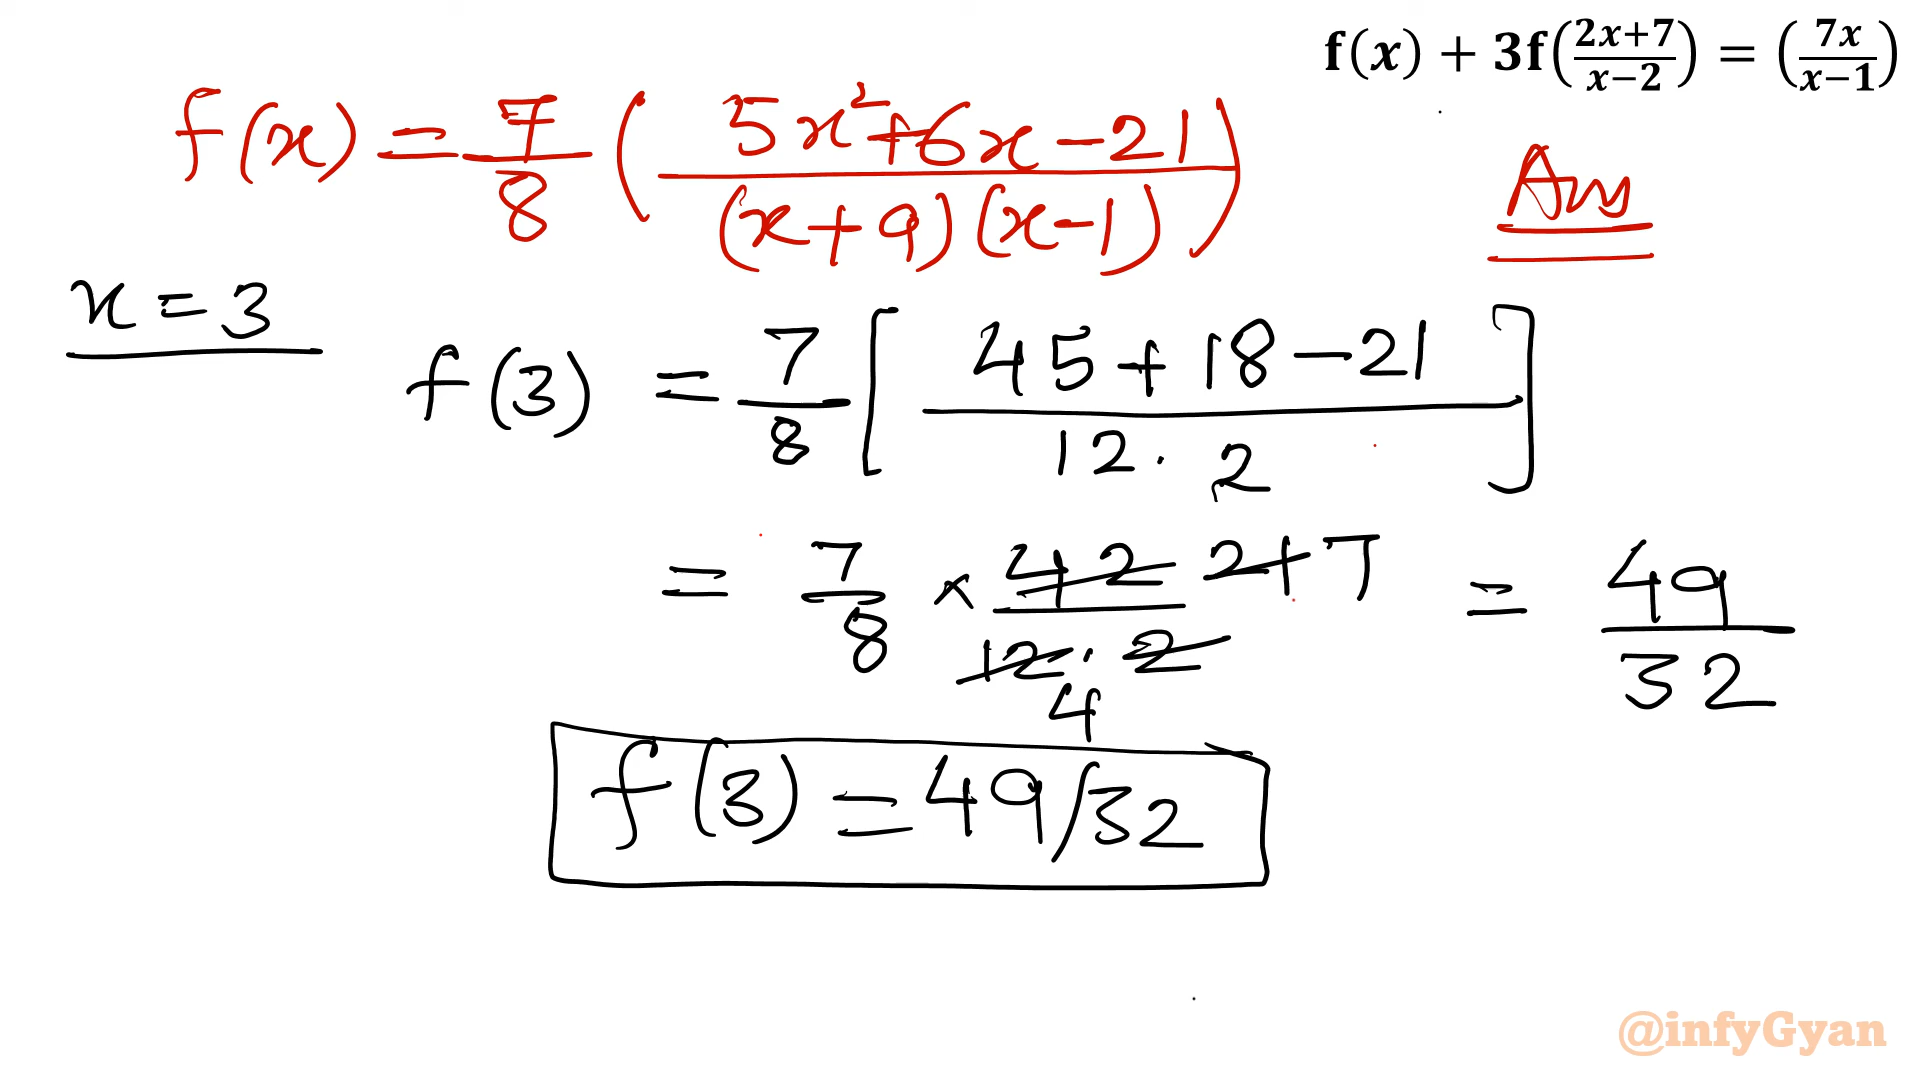 f(x) + 3f((2x+7)/(x−2)) = (7x/(x−1))
f(x) = 7/8 ( (5x²+6x−21)/((x+9)(x−1)) ) Ans
x = 3
f(3) = 7/8 [ (45+18−21)/(12·2) ]
= 7/8 × 42/(12·2) 21 7 4 = 49/32
f(3) = 49/32
@infyGyan